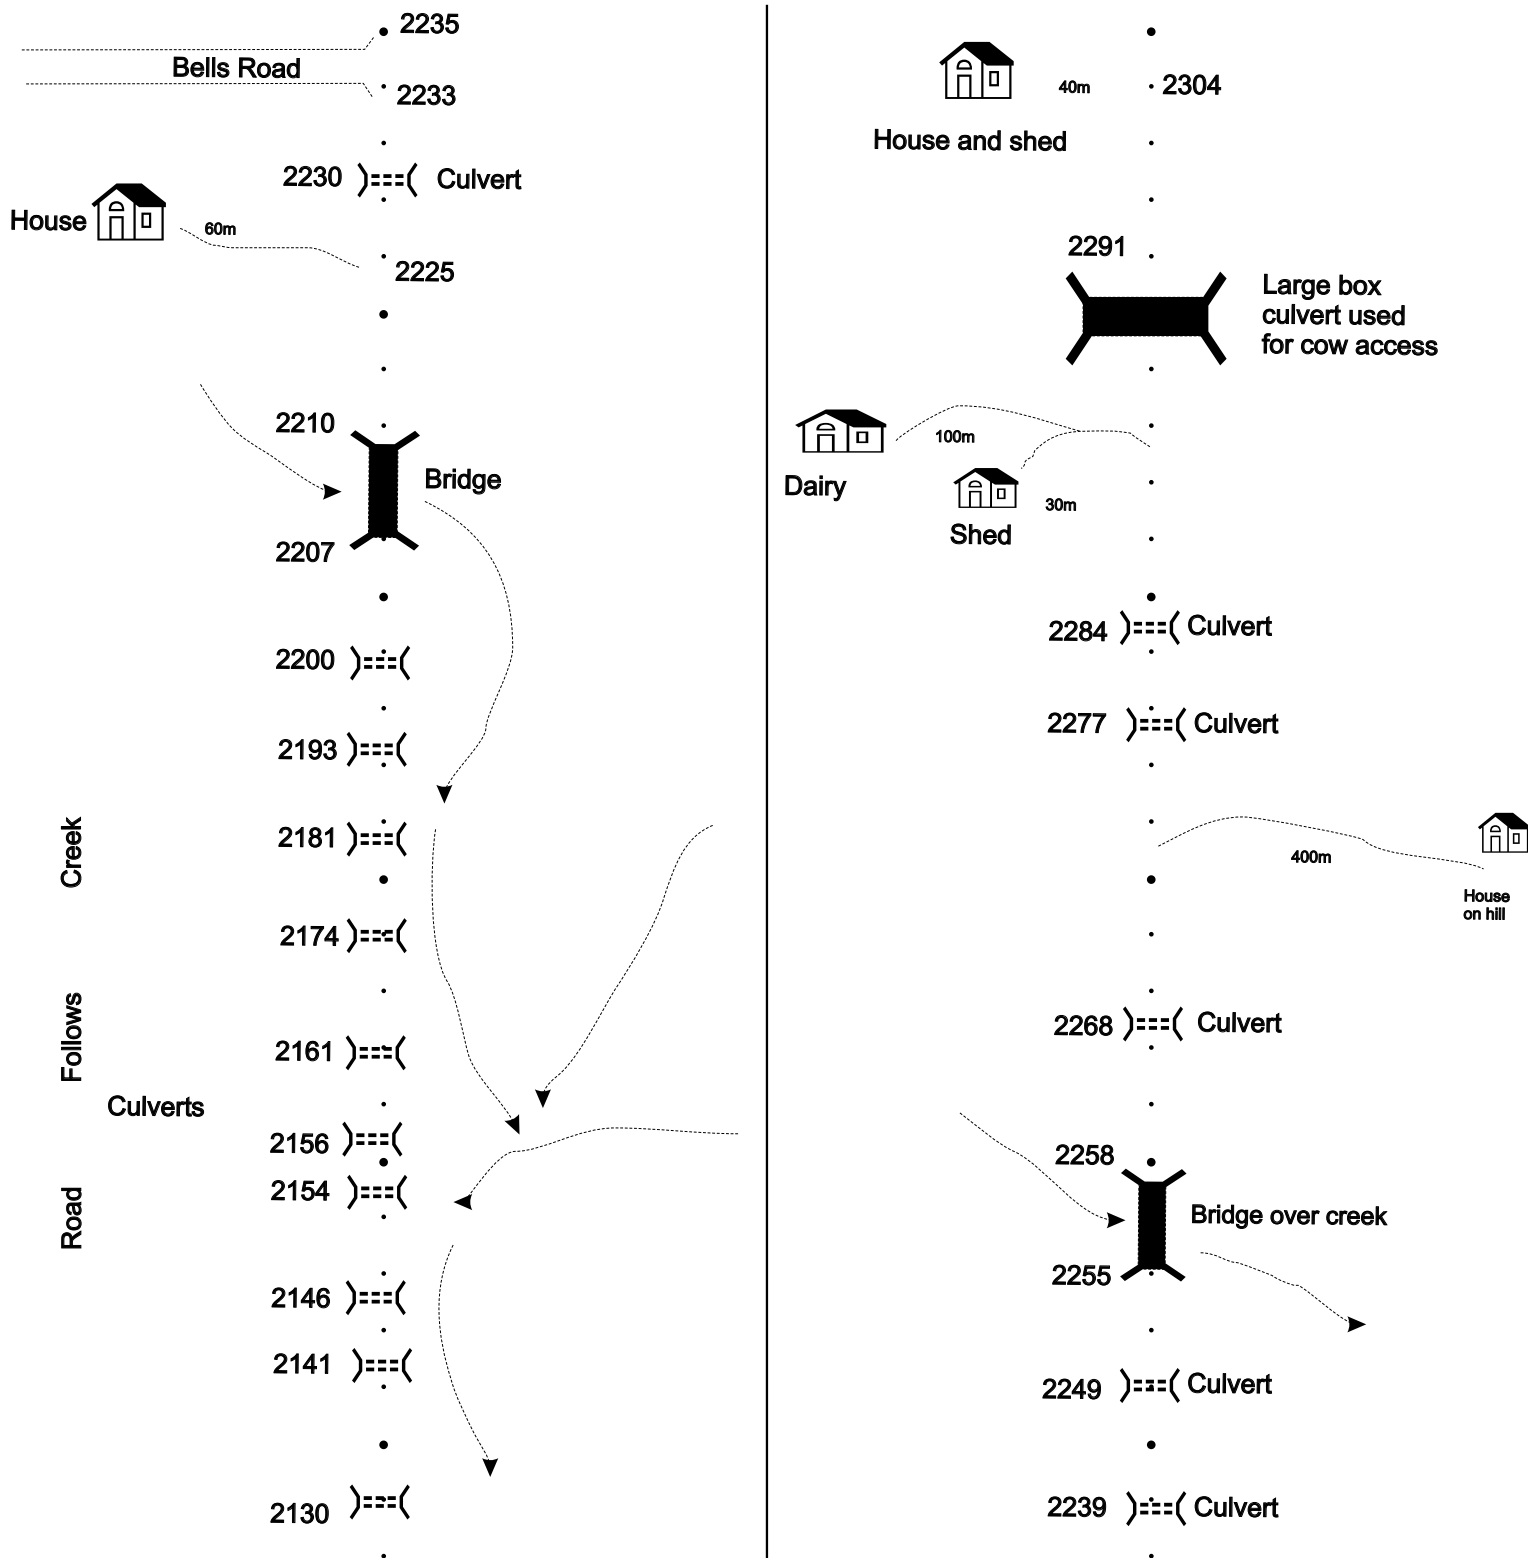 2235
Bells Road
2233
2230 Culvert
House
60m
2225
2210
Bridge
2207
2200
2193
2181
Creek
2174
2161
Follows
Culverts
2156
2154
Road
2146
2141
2130
40m
2304
House and shed
2291
Large box
culvert used
for cow access
100m
Dairy
30m
Shed
2284 Culvert
2277 Culvert
400m
House
on hill
2268 Culvert
2258
Bridge over creek
2255
2249 Culvert
2239 Culvert